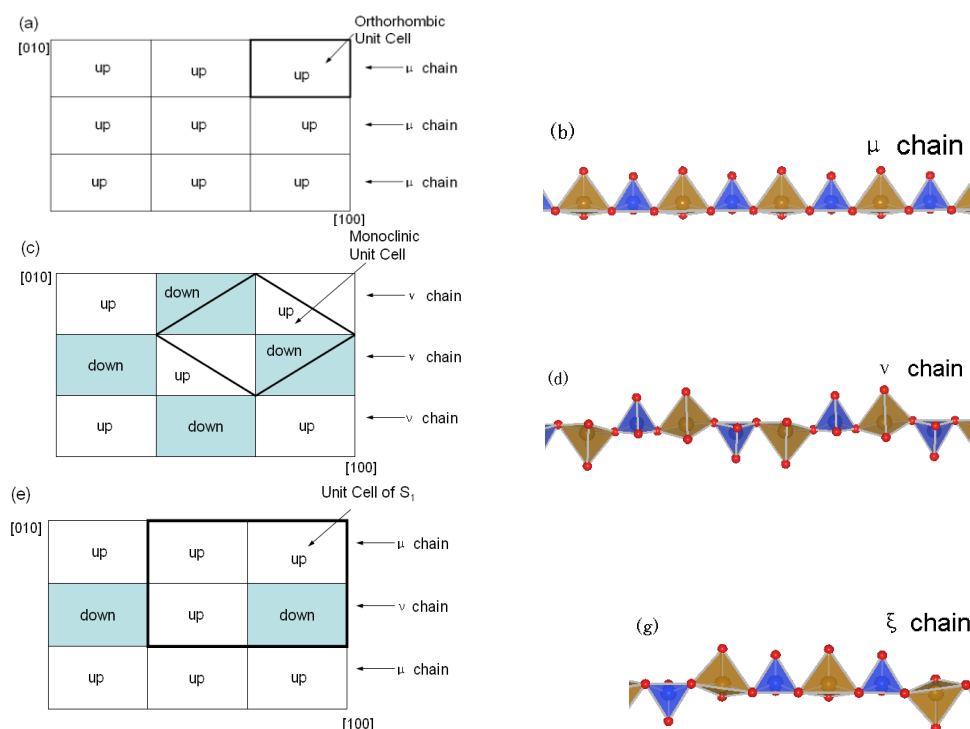 (a)
Orthorhombic
Unit Cell
[010]
up up up
μ chain
up up up
μ chain
up up up
μ chain
[100]
(b)
μ chain
(c)
Monoclinic
Unit Cell
[010]
up down up
ν chain
down up down
ν chain
up down up
ν chain
[100]
(d)
ν chain
(e)
Unit Cell of S1
[010]
up up up
μ chain
down up down
ν chain
up up up
μ chain
[100]
(g)
ξ chain